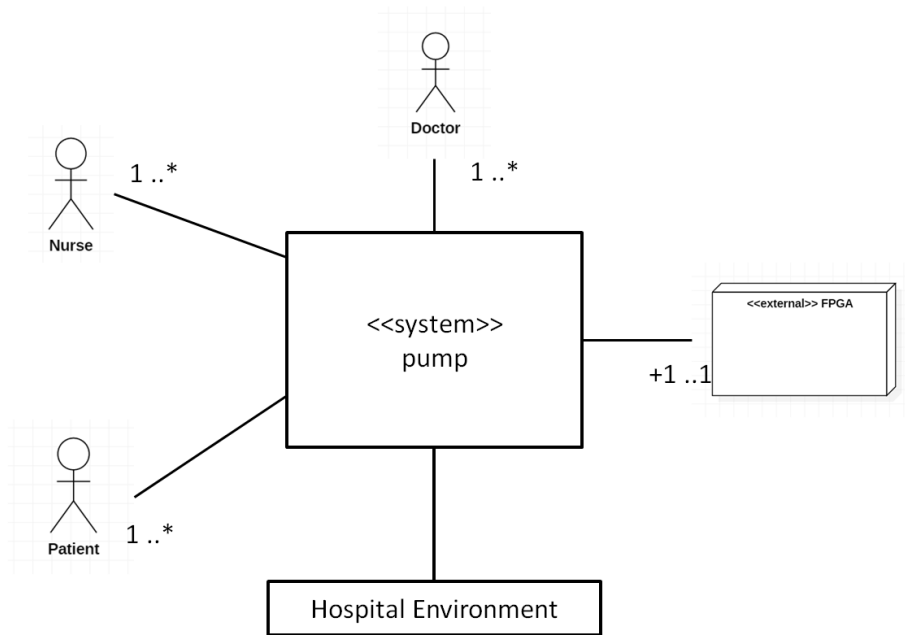 Doctor
1 ..*
1 ..*
Nurse
<<system>>
pump
<<external>> FPGA
+1 ..1
Patient
1 ..*
Hospital Environment